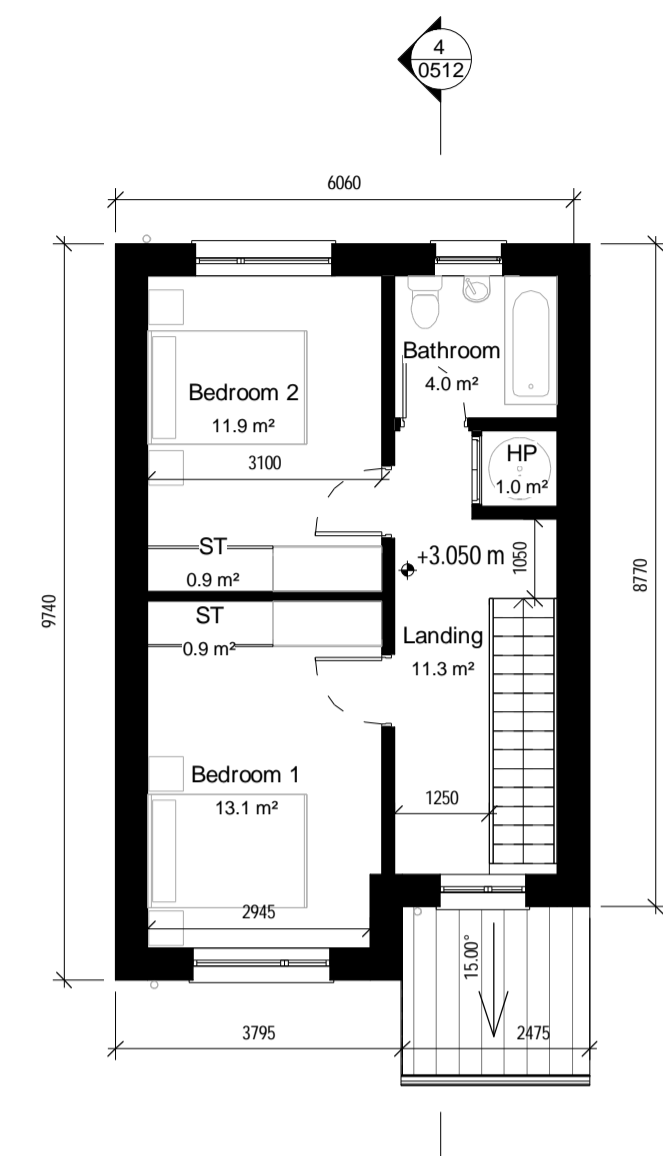 4
0512
6060
Bathroom
4.0 m²
Bedroom 2
11.9 m²
3100
HP
1.0 m²
ST
0.9 m²
+3.050 m
1050
8770
9740
ST
0.9 m²
Landing
11.3 m²
Bedroom 1
13.1 m²
1250
2945
15.00°
3795
2475